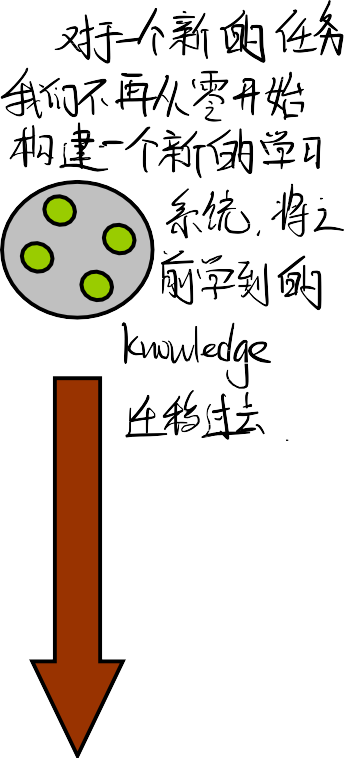 对于一个新的任务
我们不再从零开始
构建一个新的学习
系统,将之
前学到的
knowledge
迁移过去.